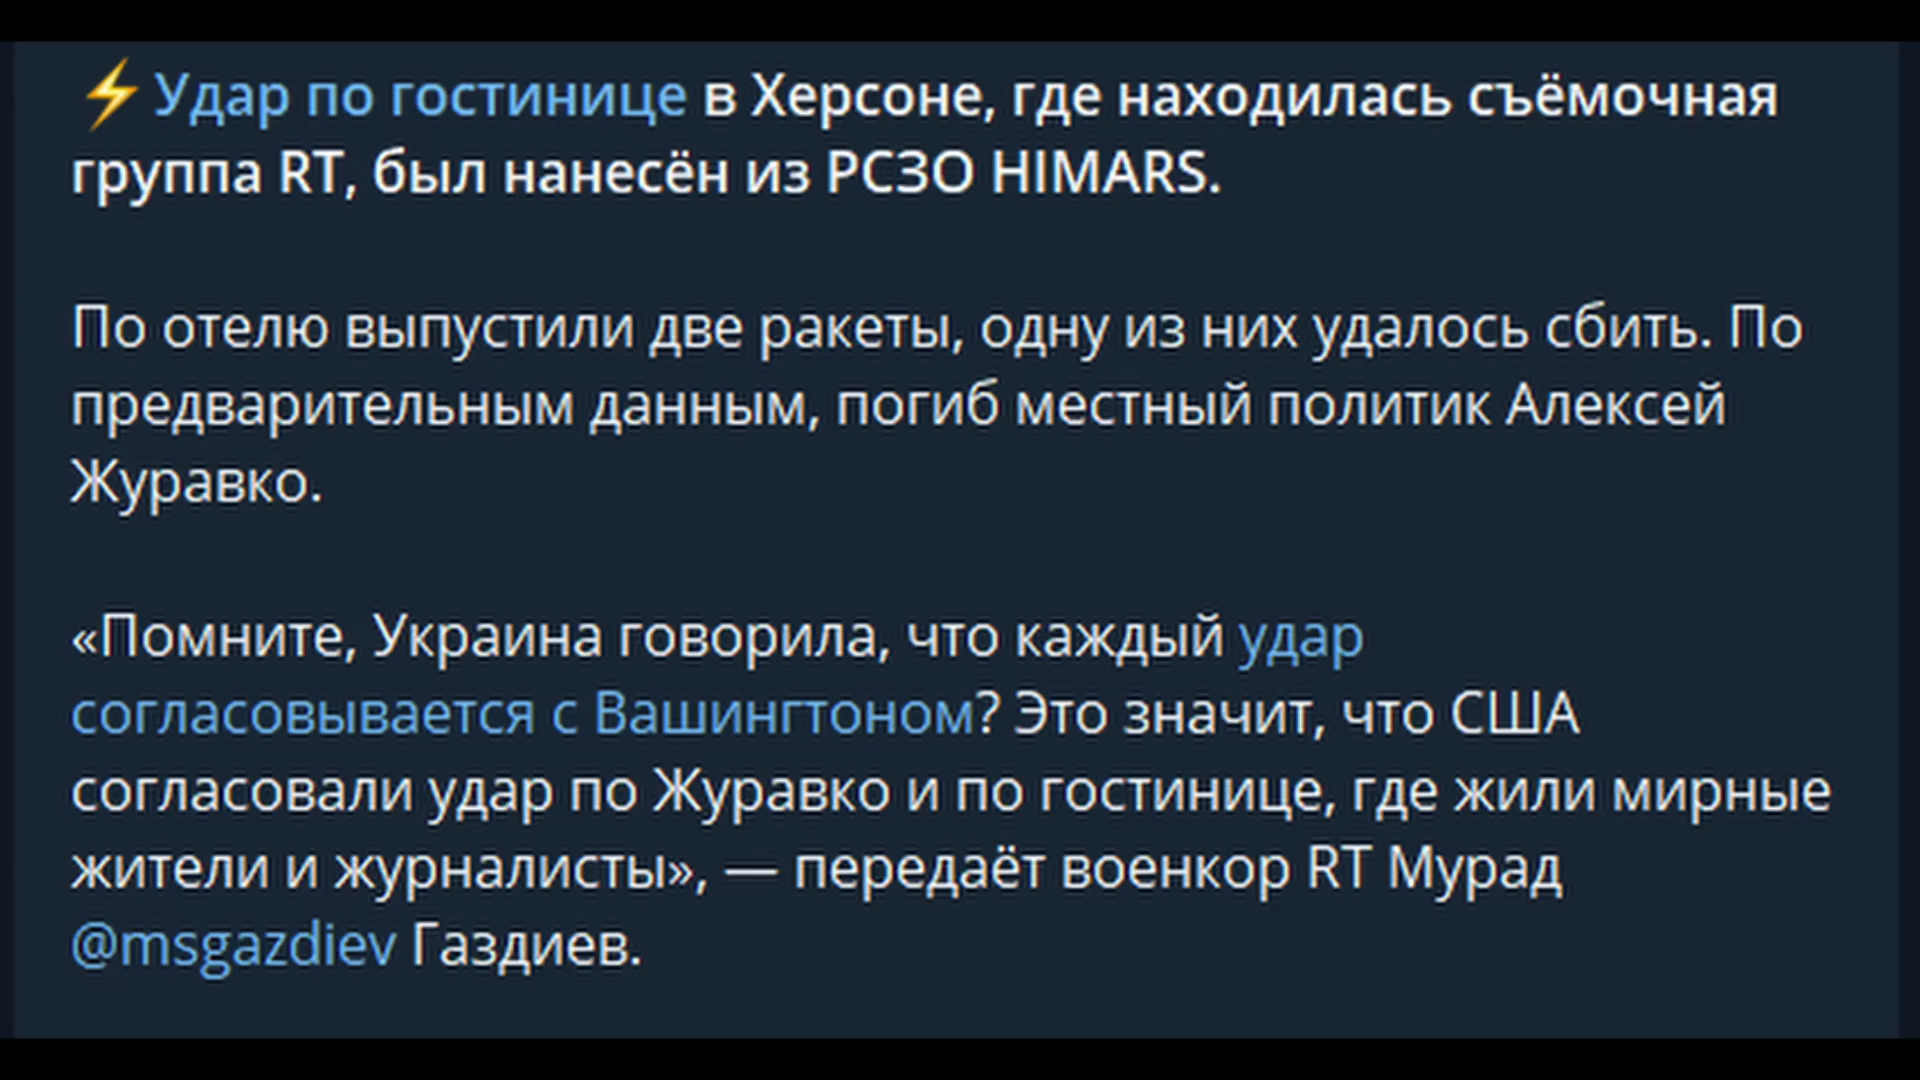 ⚡Удар по гостинице в Херсоне, где находилась съёмочная
группа RT, был нанесён из РСЗО HIMARS.
По отелю выпустили две ракеты, одну из них удалось сбить. По
предварительным данным, погиб местный политик Алексей
Журавко.
«Помните, Украина говорила, что каждый удар
согласовывается с Вашингтоном? Это значит, что США
согласовали удар по Журавко и по гостинице, где жили мирные
жители и журналисты», — передаёт военкор RT Мурад
@msgazdiev Газдиев.